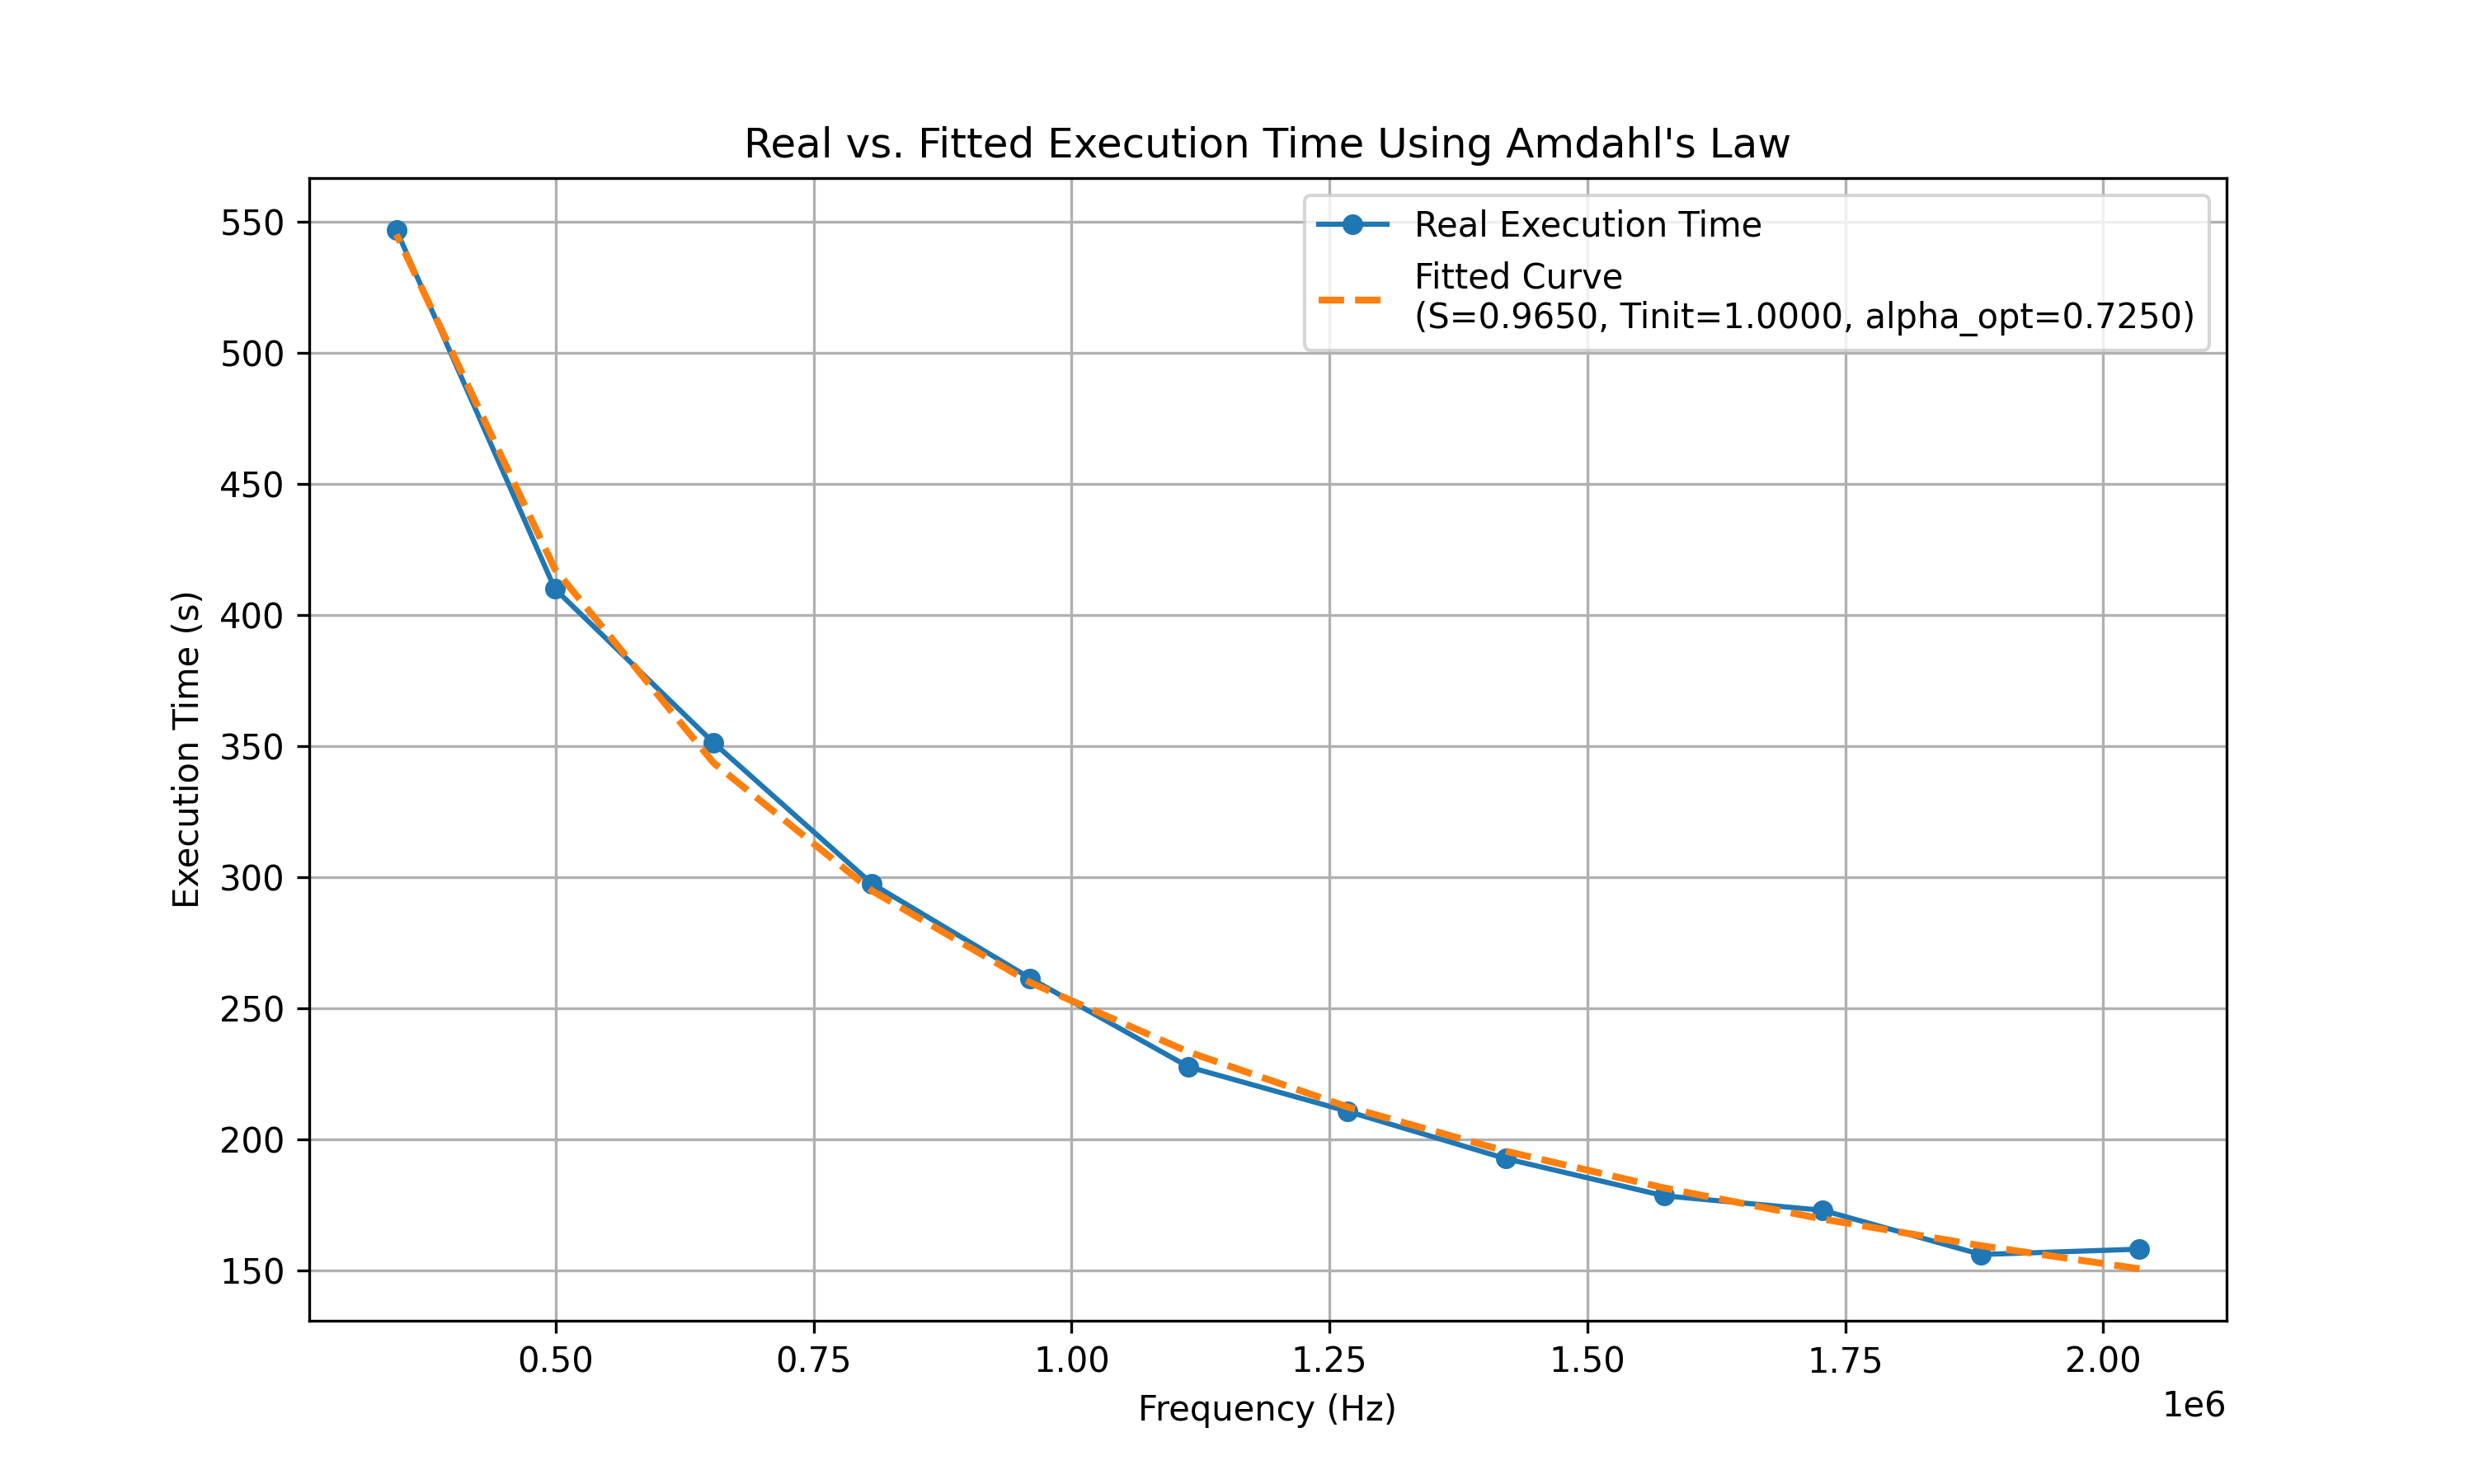 Real vs. Fitted Execution Time Using Amdahl's Law
Real Execution Time
Fitted Curve
(S=0.9650, Tinit=1.0000, alpha_opt=0.7250)
Execution Time (s)
550
500
450
400
350
300
250
200
150
0.50 0.75 1.00 1.25 1.50 1.75 2.00
1e6
Frequency (Hz)